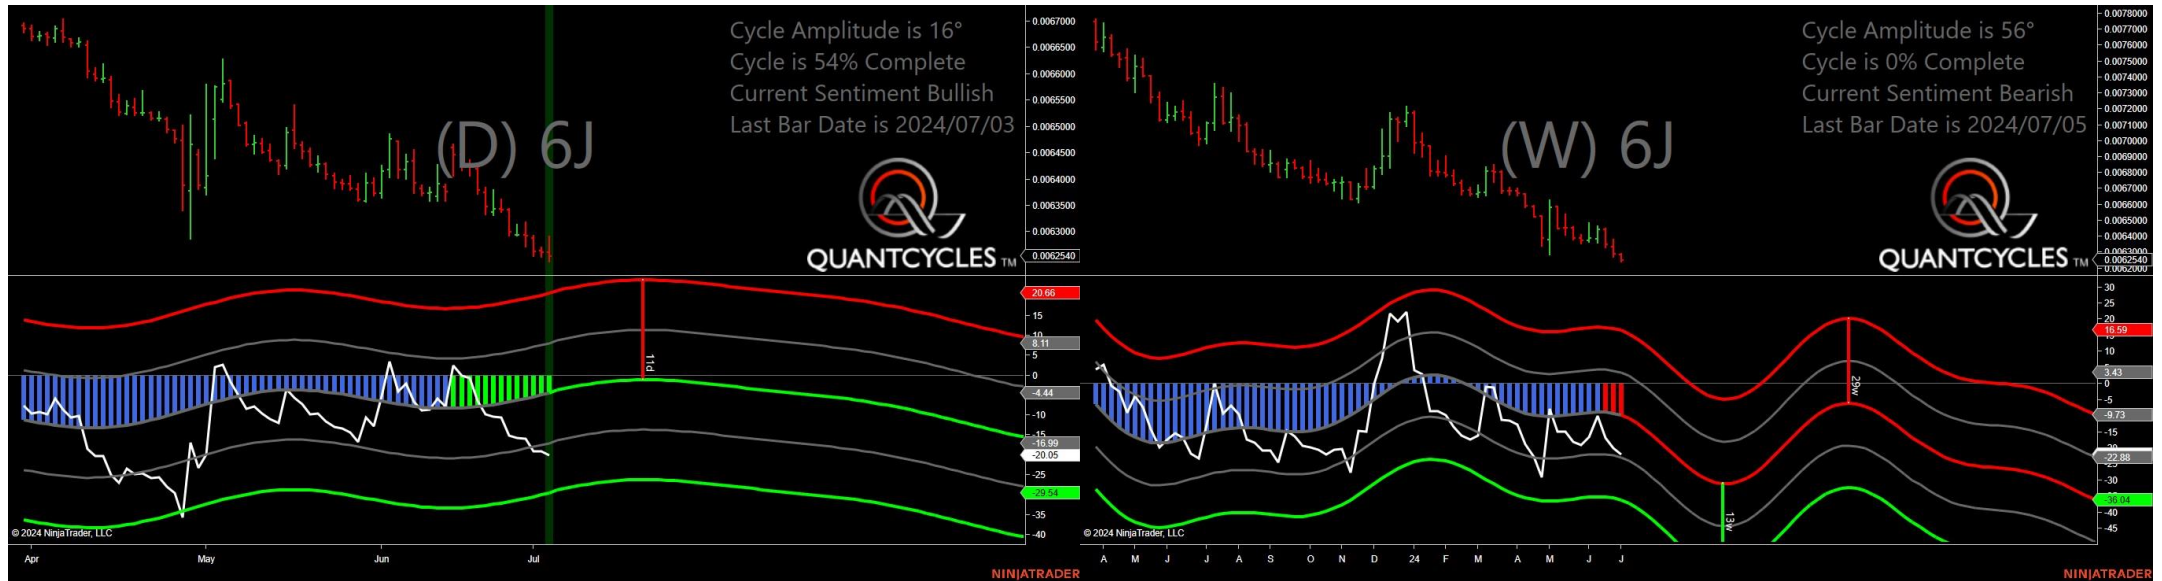 Cycle Amplitude is 16°
Cycle is 54% Complete
Current Sentiment Bullish
Last Bar Date is 2024/07/03
(D) 6J
QUANTCYCLES TM
0.0067000
0.0066500
0.0066000
0.0065500
0.0065000
0.0064500
0.0064000
0.0063500
0.0063000
0.0062540
20.66
15
10
8.11
5
0
-4.44
-10
-15
-16.99
-20.05
-25
-29.54
-35
-40
11d
© 2024 NinjaTrader, LLC
Apr May Jun Jul
NINJATRADER
Cycle Amplitude is 56°
Cycle is 0% Complete
Current Sentiment Bearish
Last Bar Date is 2024/07/05
(W) 6J
QUANTCYCLES TM
0.0078000
0.0077000
0.0076000
0.0075000
0.0074000
0.0073000
0.0072000
0.0071000
0.0070000
0.0069000
0.0068000
0.0067000
0.0066000
0.0065000
0.0064000
0.0063000
0.0062540
0.0062000
30
25
20
16.59
10
3.43
0
-5
-9.73
-15
-22.88
-30
-36.04
-40
-45
29w
13w
© 2024 NinjaTrader, LLC
A M J J A S O N D 24 F M A M J J
NINJATRADER